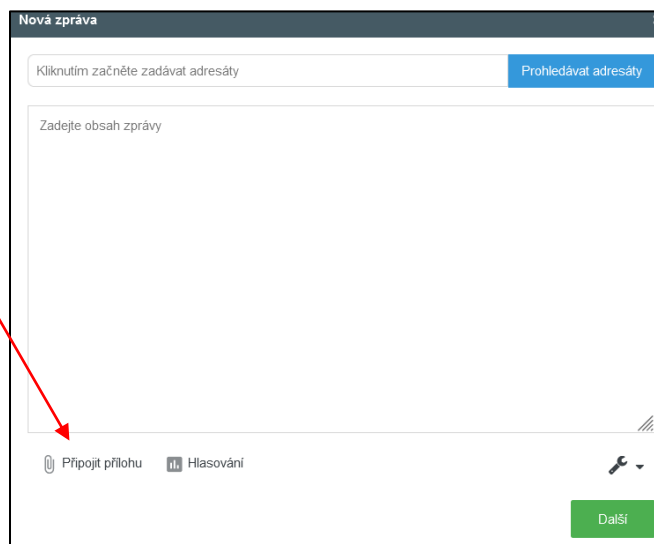 Nová zpráva
Kliknutím začněte zadávat adresáty
Prohledávat adresáty
Zadejte obsah zprávy
Připojit přílohu
Hlasování
Další